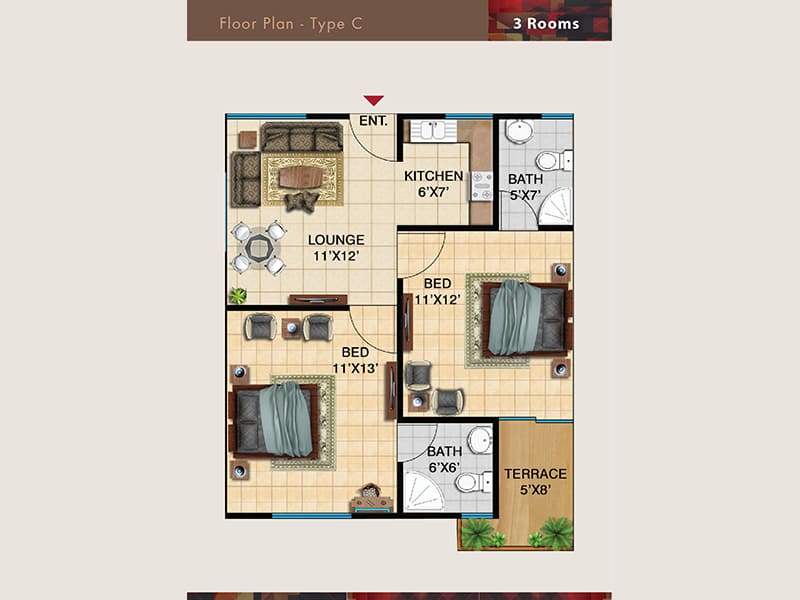 Floor Plan - Type C
3 Rooms
ENT.
KITCHEN
6'X7'
BATH
5'X7'
LOUNGE
11'X12'
BED
11'X12'
BED
11'X13'
BATH
6'X6'
TERRACE
5'X8'